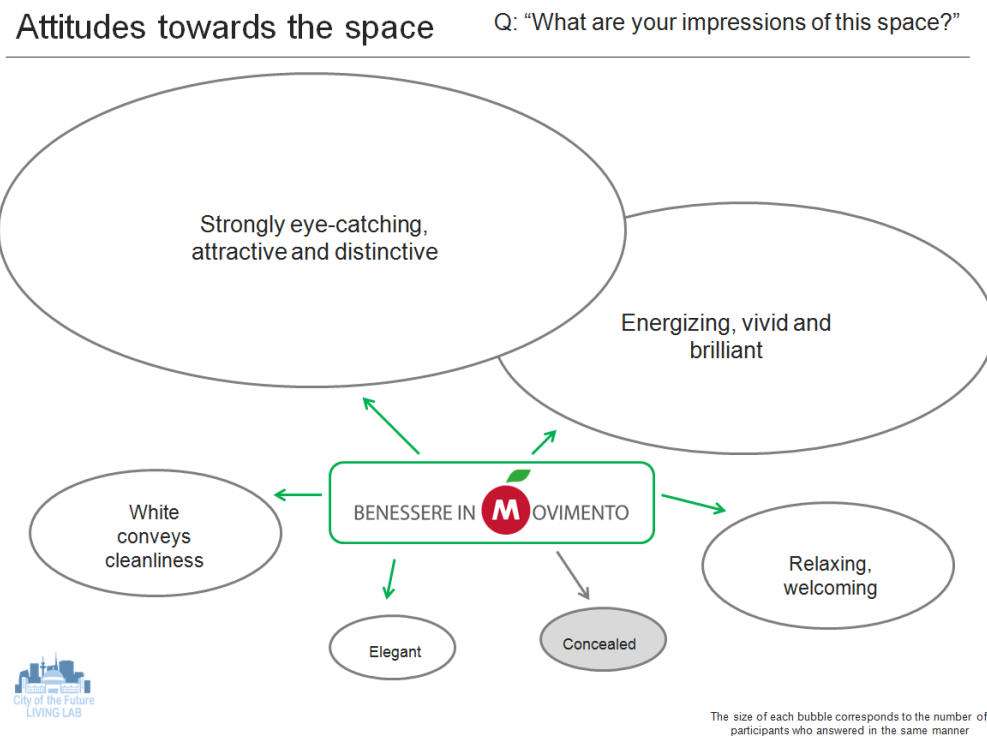 Attitudes towards the space
Q: “What are your impressions of this space?”
Strongly eye-catching,
attractive and distinctive
Energizing, vivid and
brilliant
BENESSERE IN MOVIMENTO
White
conveys
cleanliness
Relaxing,
welcoming
Elegant
Concealed
City of the Future
LIVING LAB
The size of each bubble corresponds to the number of
participants who answered in the same manner